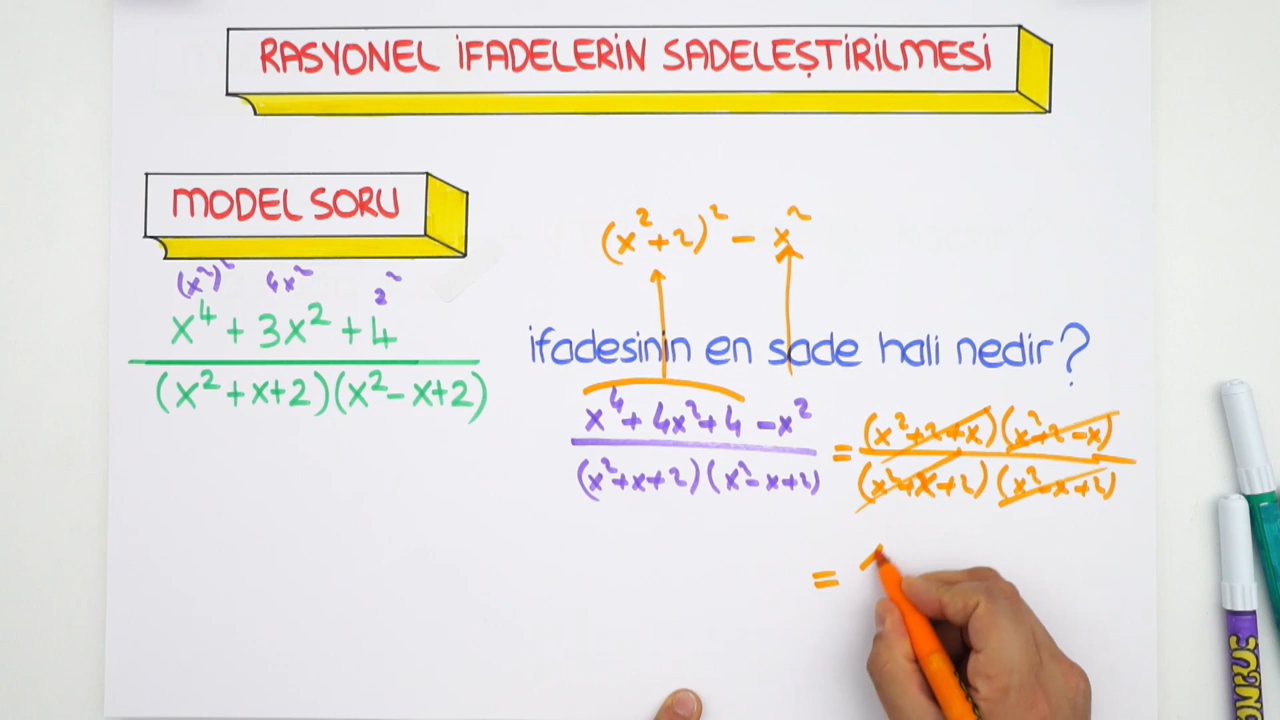 RASYONEL İFADELERİN SADELEŞTİRİLMESİ
MODEL SORU
(x²)² 4x² 2²
x⁴ + 3x² + 4
(x² + x + 2)(x² - x + 2)
(x² + 2)² - x²
ifadesinin en sade hali nedir?
x⁴ + 4x² + 4 - x²
(x² + x + 2)(x² - x + 2)
= (x² + 2 + x)(x² + 2 - x)
(x² + x + 2)(x² - x + 2)
=